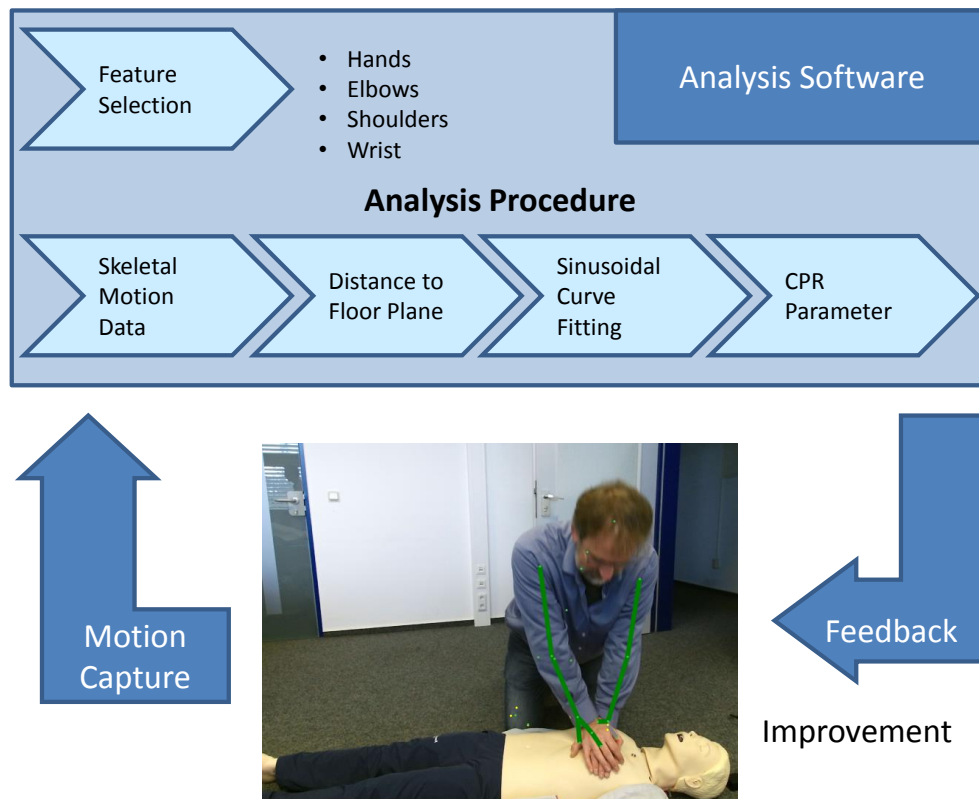 Feature
Selection
• Hands
• Elbows
• Shoulders
• Wrist
Analysis Software
Analysis Procedure
Skeletal
Motion
Data
Distance to
Floor Plane
Sinusoidal
Curve
Fitting
CPR
Parameter
Motion
Capture
Feedback
Improvement